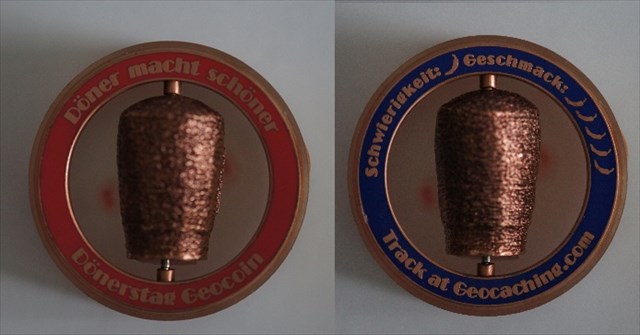 Döner macht schöner
Dönerstag Geocoin
Schwierigkeit: Geschmack:
Track at Geocaching.com